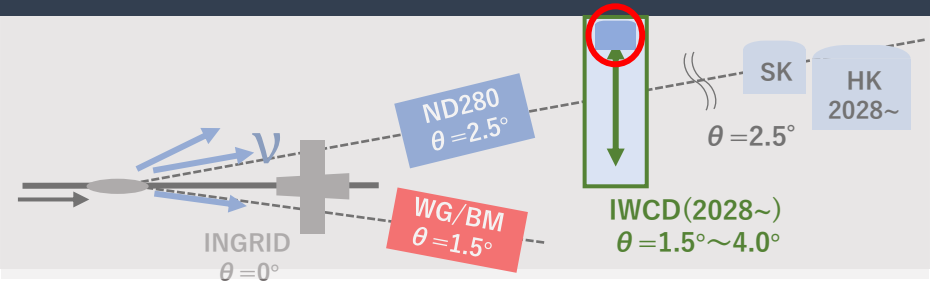 ν
INGRID
θ=0°
ND280
θ=2.5°
WG/BM
θ=1.5°
IWCD(2028~)
θ=1.5°～4.0°
SK
HK
2028~
θ=2.5°